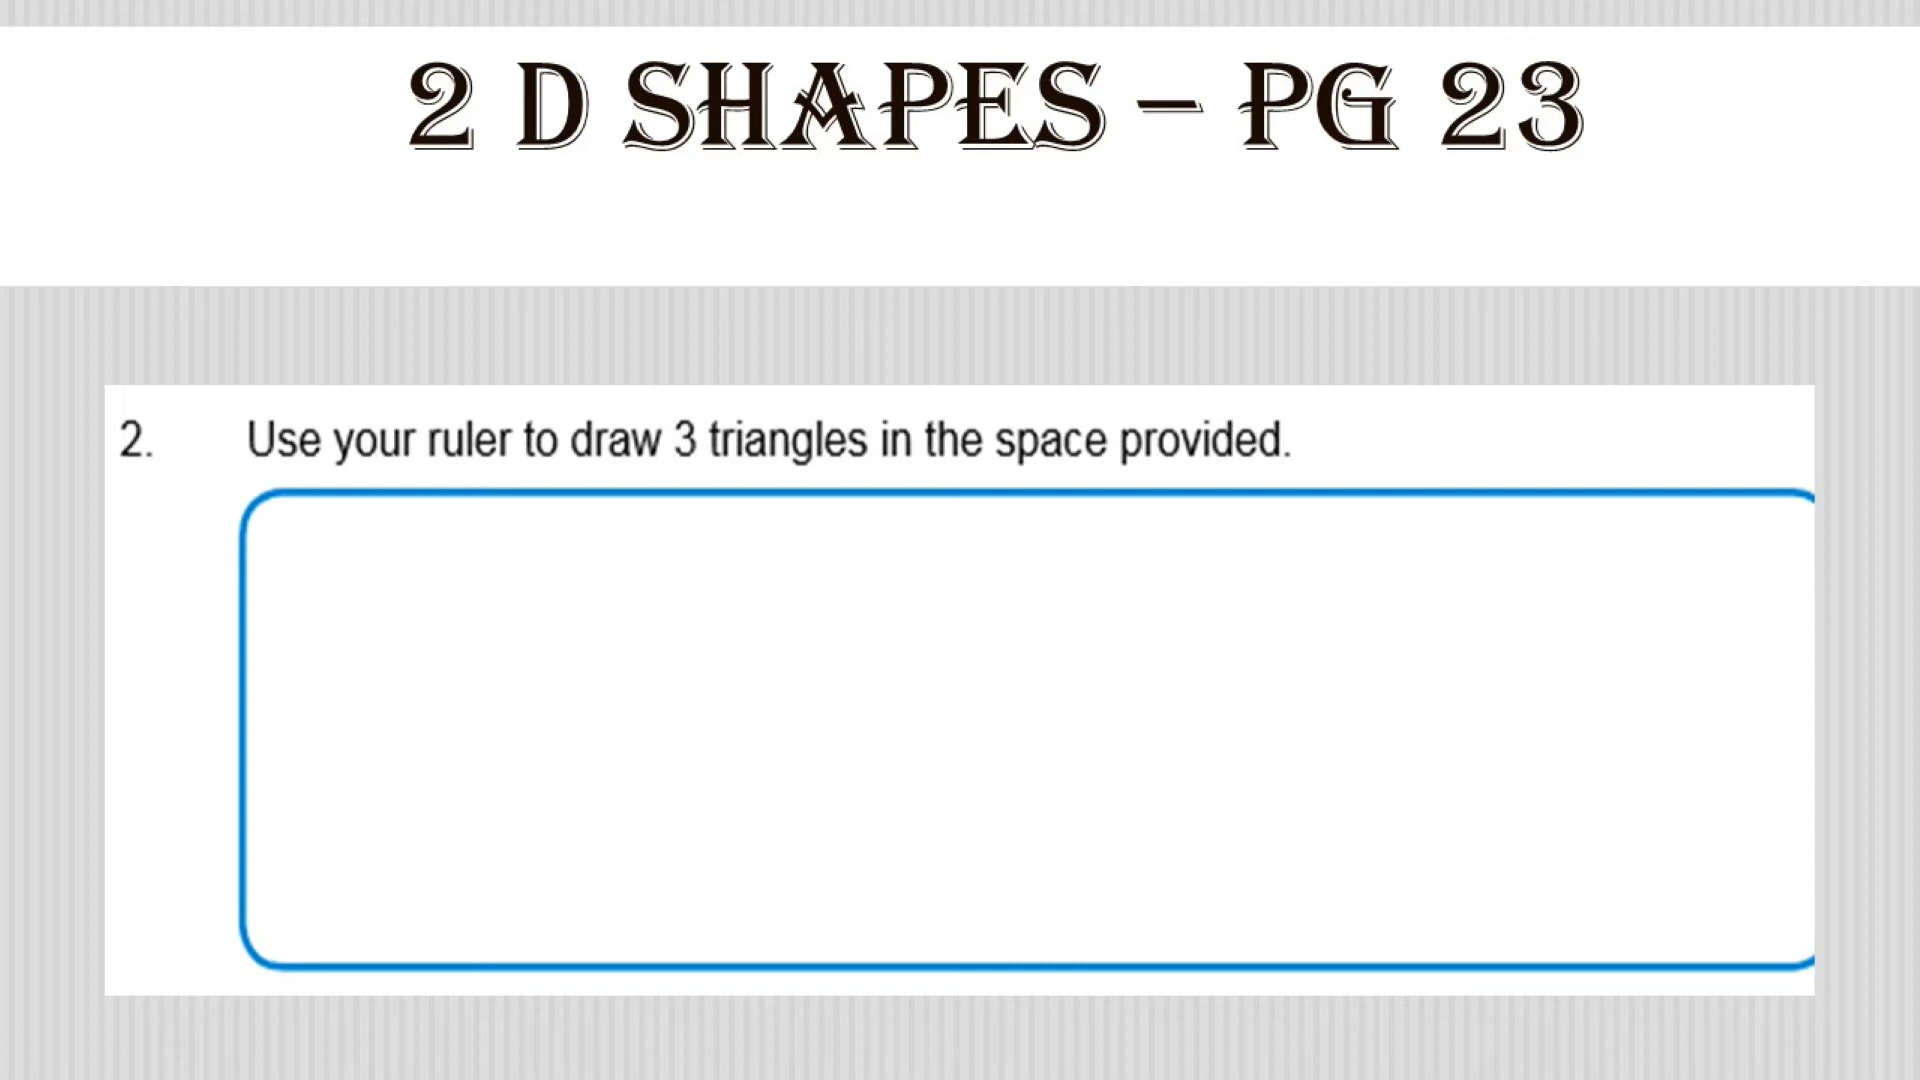 2 D SHAPES – PG 23
2. Use your ruler to draw 3 triangles in the space provided.